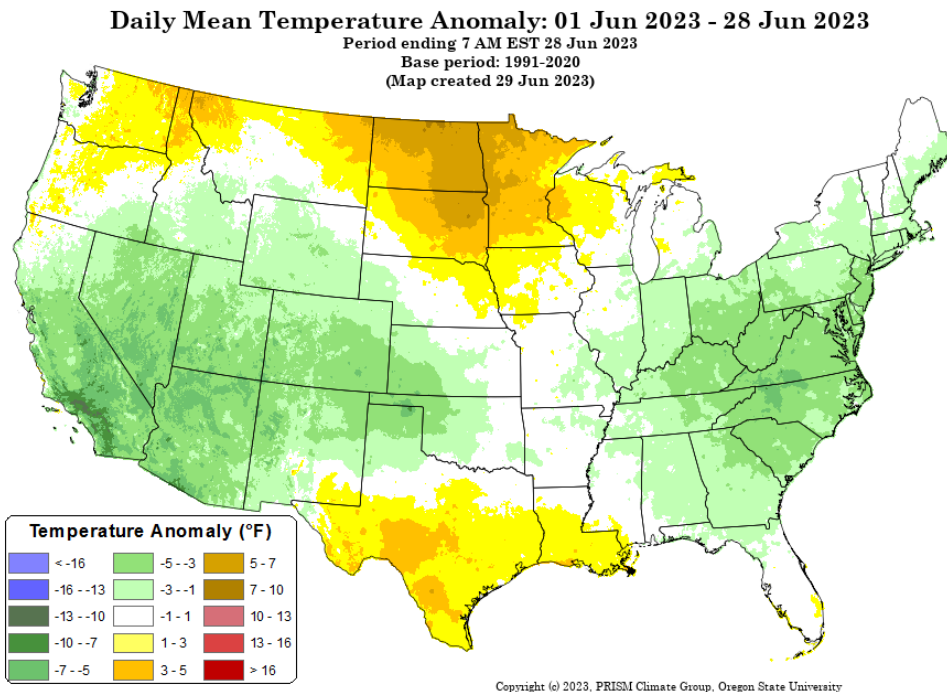 Daily Mean Temperature Anomaly: 01 Jun 2023 - 28 Jun 2023
Period ending 7 AM EST 28 Jun 2023
Base period: 1991-2020
(Map created 29 Jun 2023)
Temperature Anomaly (°F)
< -16
-16 - -13
-13 - -10
-10 - -7
-7 - -5
-5 - -3
-3 - -1
-1 - 1
1 - 3
3 - 5
5 - 7
7 - 10
10 - 13
13 - 16
> 16
Copyright (c) 2023, PRISM Climate Group, Oregon State University